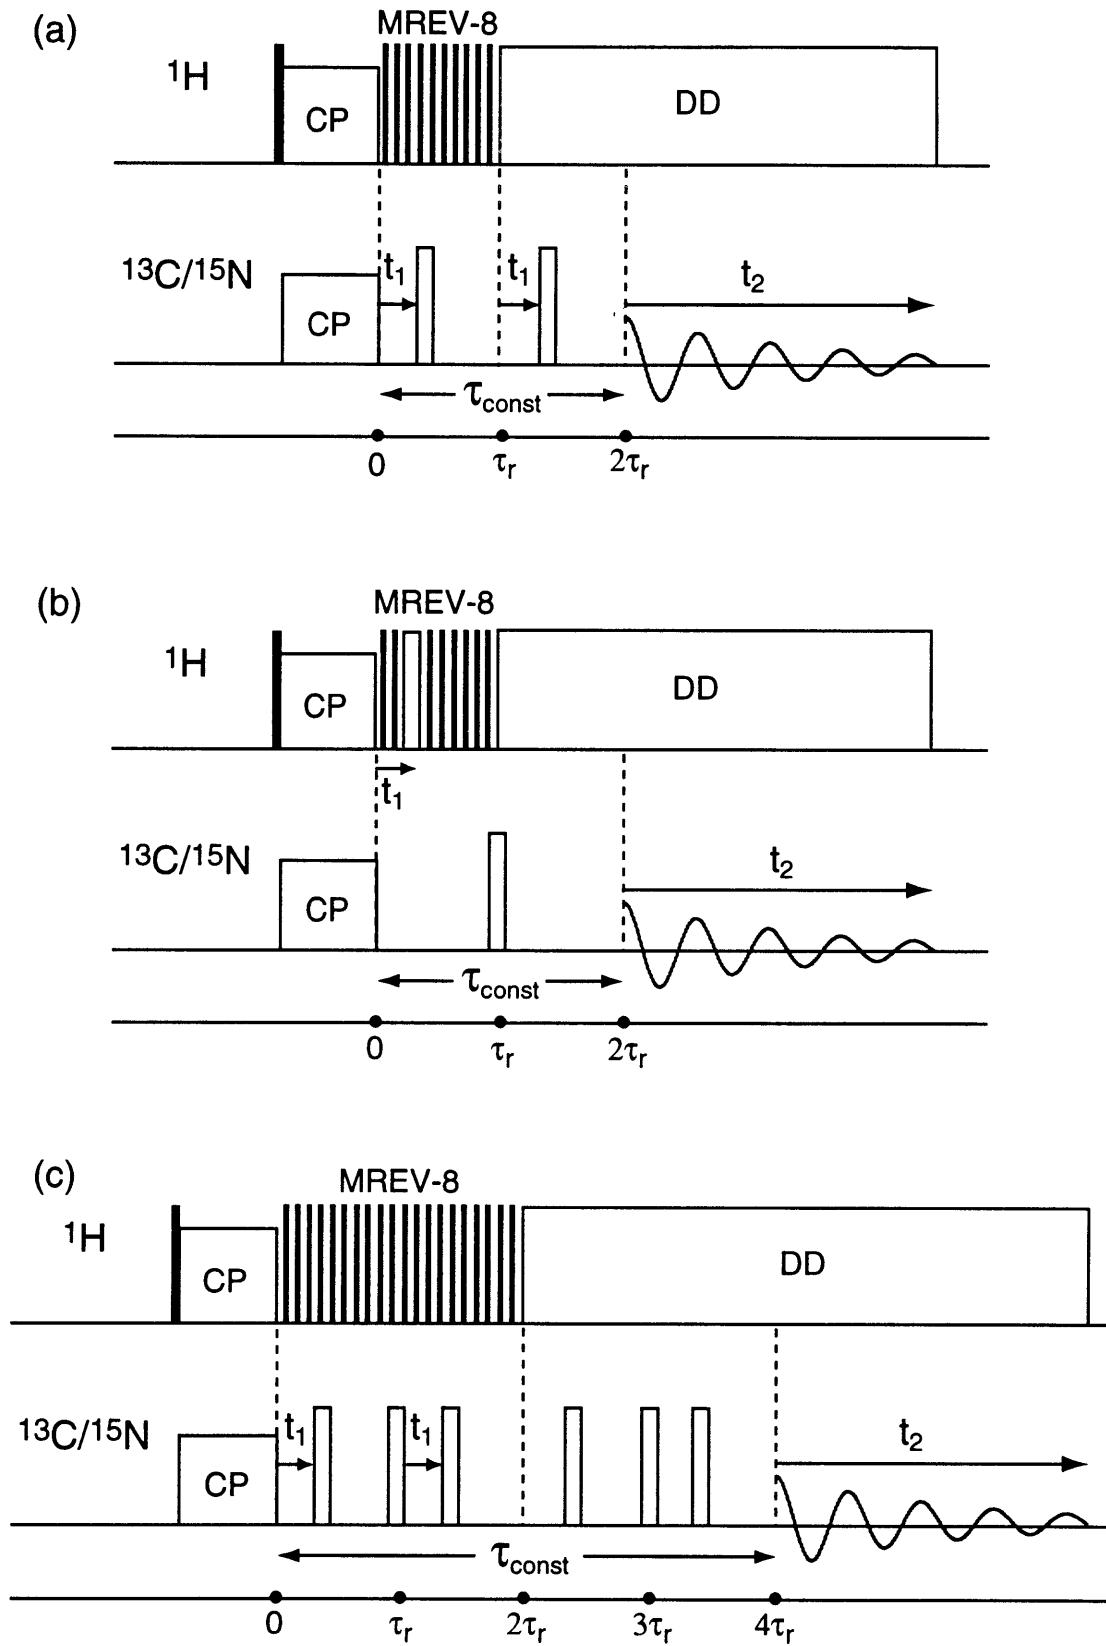 (a)
MREV-8
¹H
CP
DD
¹³C/¹⁵N
t₁
t₁
t₂
CP
τconst
0
τr
2τr
(b)
MREV-8
¹H
CP
DD
t₁
¹³C/¹⁵N
t₂
CP
τconst
0
τr
2τr
(c)
MREV-8
¹H
CP
DD
¹³C/¹⁵N
t₁
t₁
t₂
CP
τconst
0
τr
2τr
3τr
4τr